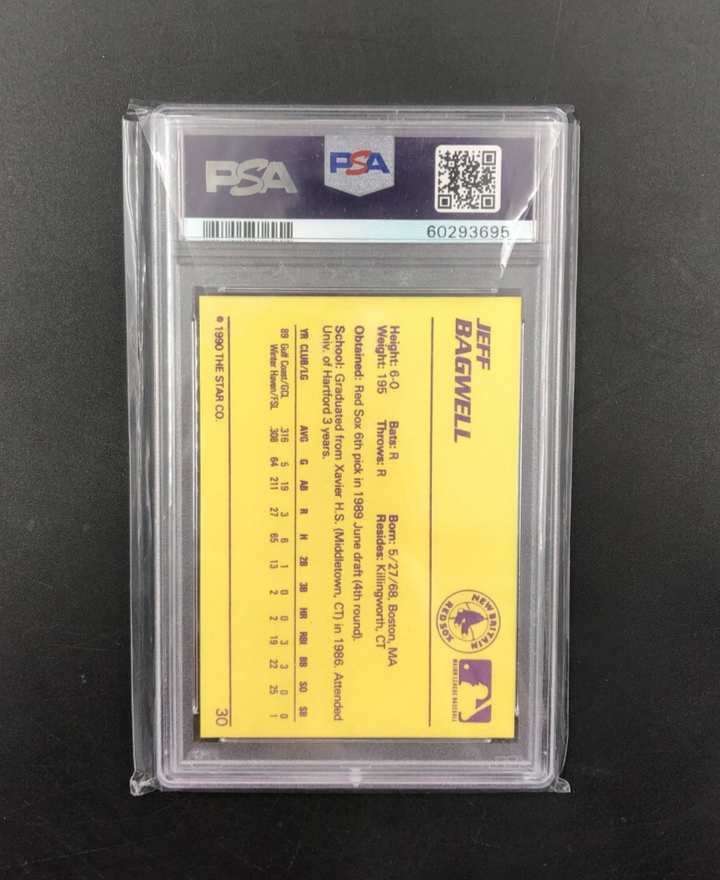 PSA
PSA
60293695
JEFF
BAGWELL
NEW BRITAIN
RED SOX
MAJOR LEAGUE BASEBALL
Height: 6-0 Bats: R Born: 5/27/68, Boston, MA
Weight: 195 Throws: R Resides: Killingworth, CT
Obtained: Red Sox 6th pick in 1989 June draft (4th round).
School: Graduated from Xavier H.S. (Middletown, CT) in 1986. Attended
Univ. of Hartford 3 years.
YR CLUB/LG AVG G AB R H 2B 3B HR RBI BB SO SB
89 Gulf Coast/GCL .316 5 19 3 6 1 0 0 3 3 0 0
Winter Haven/FSL .308 64 211 27 65 13 2 2 19 22 25 1
© 1990 THE STAR CO. 30